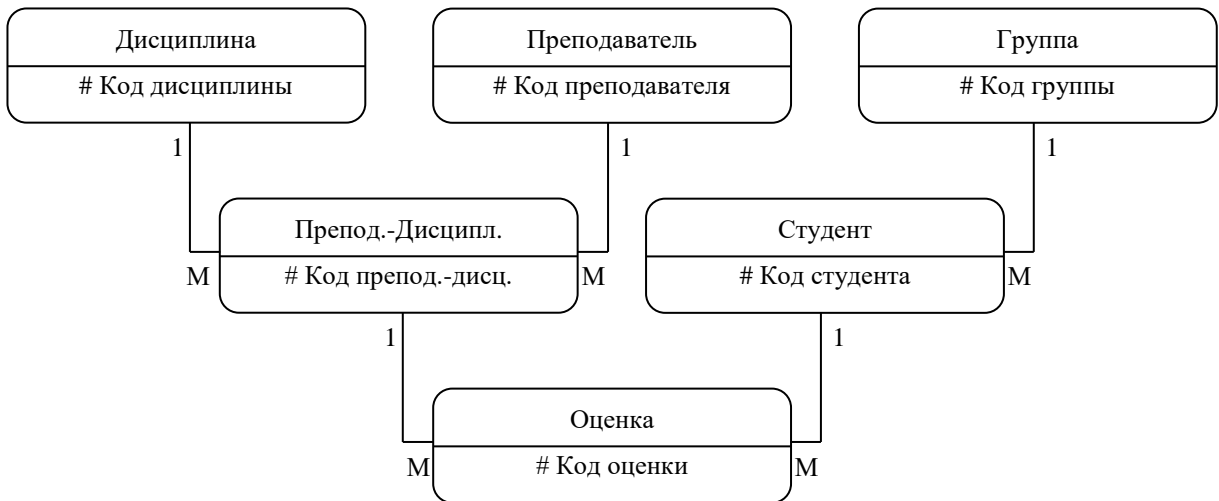 Дисциплина
# Код дисциплины
Преподаватель
# Код преподавателя
Группа
# Код группы
1
1
1
Препод.-Дисципл.
# Код препод.-дисц.
Студент
# Код студента
М
М
М
1
1
Оценка
# Код оценки
М
М